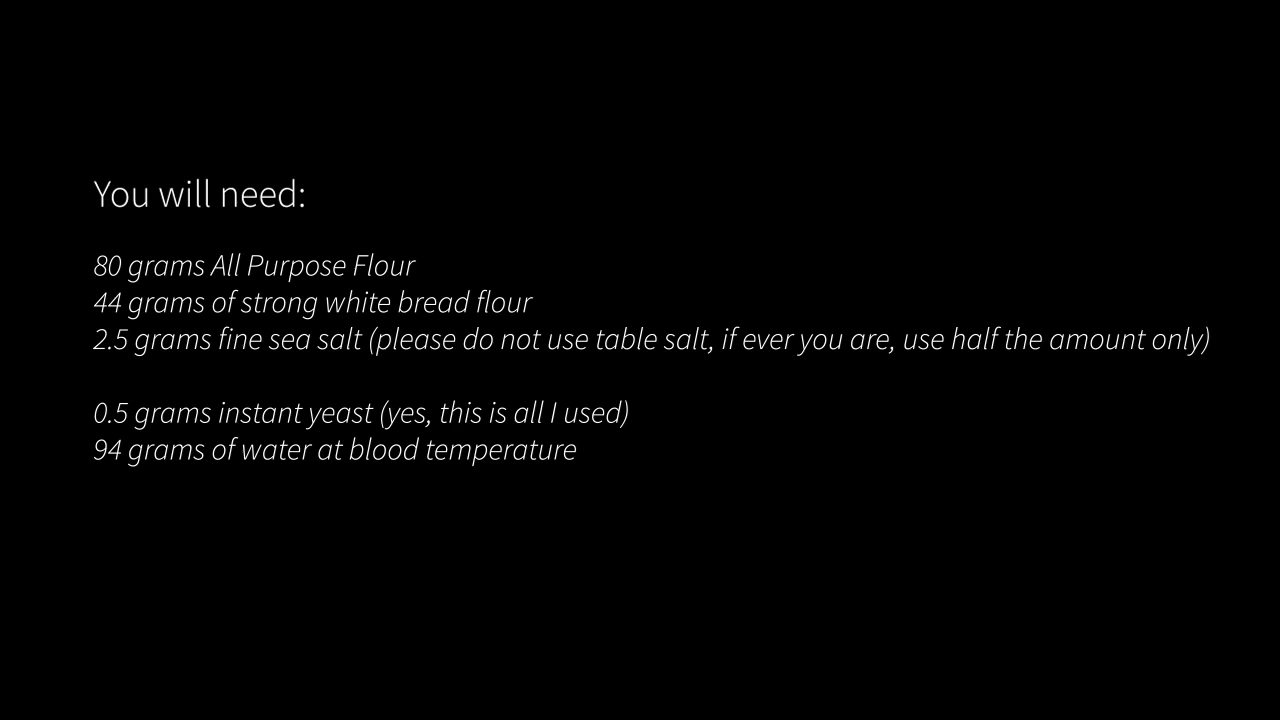 You will need:
80 grams All Purpose Flour
44 grams of strong white bread flour
2.5 grams fine sea salt (please do not use table salt, if ever you are, use half the amount only)
0.5 grams instant yeast (yes, this is all I used)
94 grams of water at blood temperature